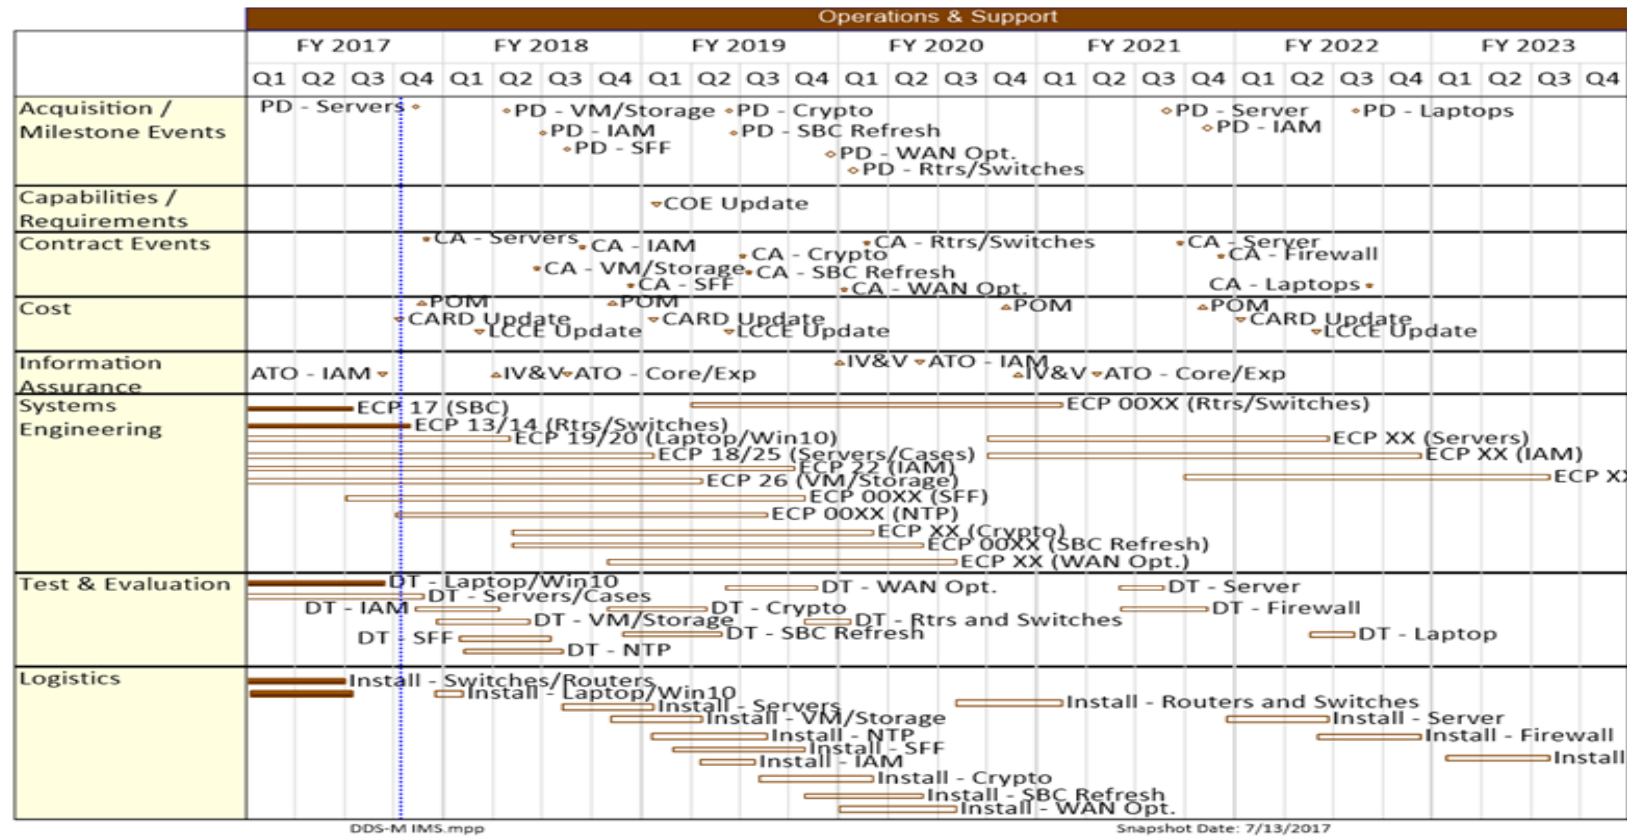 Operations & Support
FY 2017 FY 2018 FY 2019 FY 2020 FY 2021 FY 2022 FY 2023
Q1 Q2 Q3 Q4 Q1 Q2 Q3 Q4 Q1 Q2 Q3 Q4 Q1 Q2 Q3 Q4 Q1 Q2 Q3 Q4 Q1 Q2 Q3 Q4 Q1 Q2 Q3 Q4
Acquisition /
Milestone Events
PD - Servers
PD - VM/Storage
PD - Crypto
PD - Server
PD - Laptops
PD - IAM
PD - SBC Refresh
PD - IAM
PD - SFF
PD - WAN Opt.
PD - Rtrs/Switches
Capabilities /
Requirements
COE Update
Contract Events
CA - Servers
CA - IAM
CA - Rtrs/Switches
CA - Server
CA - Crypto
CA - Firewall
CA - VM/Storage
CA - SBC Refresh
CA - SFF
CA - WAN Opt.
CA - Laptops
Cost
POM
POM
POM
POM
CARD Update
CARD Update
CARD Update
LCCE Update
LCCE Update
LCCE Update
Information
Assurance
IV&V
ATO - IAM
ATO - IAM
IV&V
ATO - Core/Exp
IV&V
ATO - Core/Exp
Systems
Engineering
ECP 17 (SBC)
ECP 00XX (Rtrs/Switches)
ECP 13/14 (Rtrs/Switches)
ECP 19/20 (Laptop/Win10)
ECP XX (Servers)
ECP 18/25 (Servers/Cases)
ECP XX (IAM)
ECP 22 (IAM)
ECP 26 (VM/Storage)
ECP XX
ECP 00XX (SFF)
ECP 00XX (NTP)
ECP XX (Crypto)
ECP 00XX (SBC Refresh)
ECP XX (WAN Opt.)
Test & Evaluation
DT - Laptop/Win10
DT - WAN Opt.
DT - Server
DT - Servers/Cases
DT - IAM
DT - Crypto
DT - Firewall
DT - VM/Storage
DT - Rtrs and Switches
DT - SFF
DT - SBC Refresh
DT - Laptop
DT - NTP
Logistics
Install - Switches/Routers
Install - Laptop/Win10
Install - Servers
Install - Routers and Switches
Install - VM/Storage
Install - Server
Install - NTP
Install - Firewall
Install - SFF
Install - IAM
Install
Install - Crypto
Install - SBC Refresh
Install - WAN Opt.
DDS-M IMS.mpp
Snapshot Date: 7/13/2017